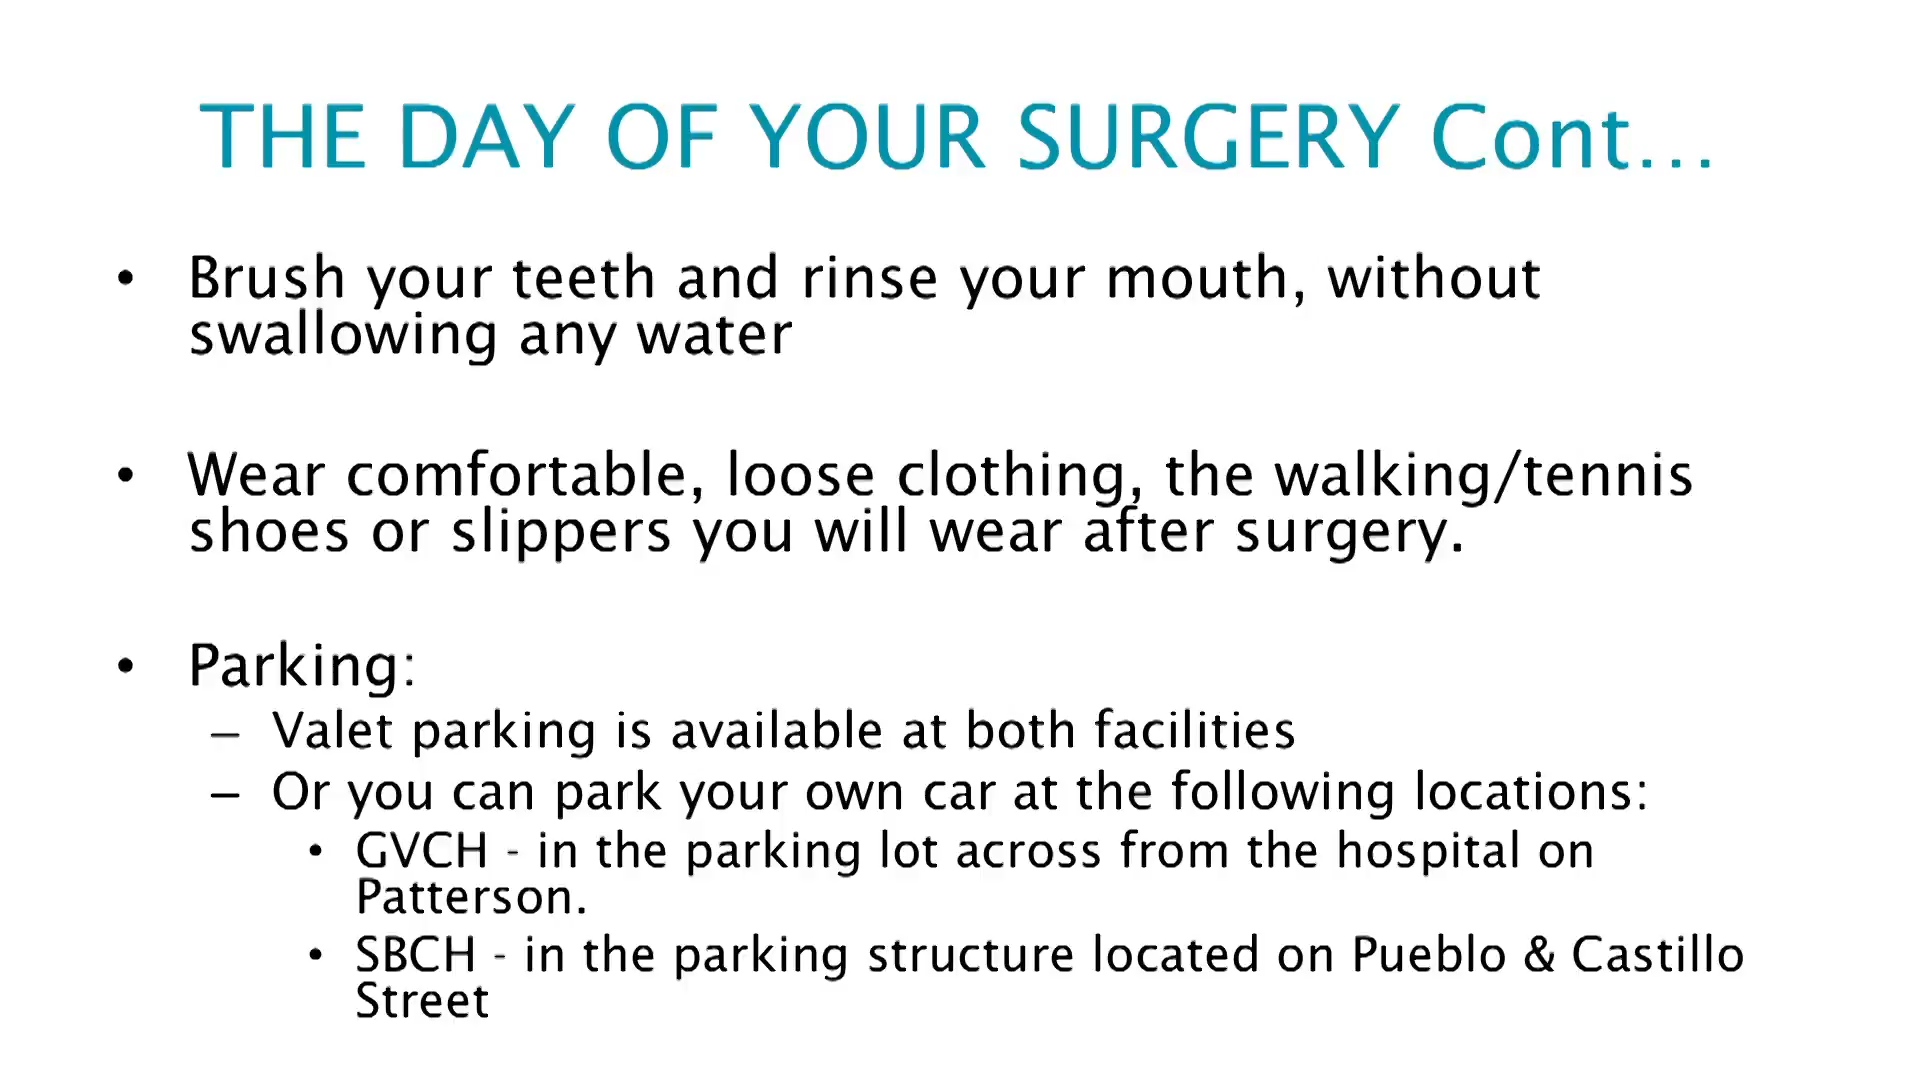 THE DAY OF YOUR SURGERY Cont...
• Brush your teeth and rinse your mouth, without
swallowing any water
• Wear comfortable, loose clothing, the walking/tennis
shoes or slippers you will wear after surgery.
• Parking:
– Valet parking is available at both facilities
– Or you can park your own car at the following locations:
• GVCH - in the parking lot across from the hospital on
Patterson.
• SBCH - in the parking structure located on Pueblo & Castillo
Street